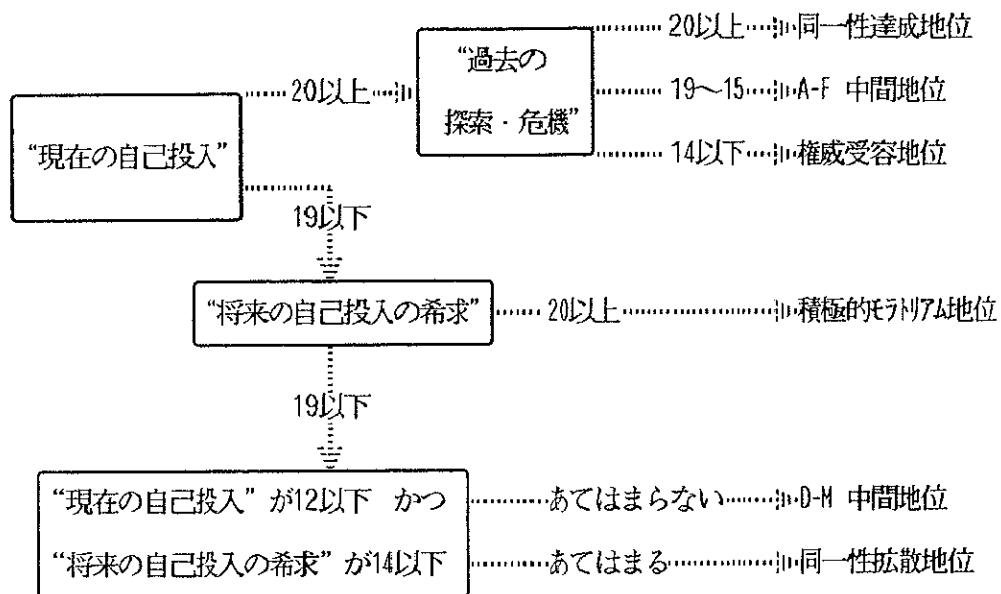 “現在の自己投入”
20以上
“過去の
探索・危機”
20以上
同一性達成地位
19～15
A-F 中間地位
14以下
権威受容地位
19以下
“将来の自己投入の希求”
20以上
積極的モラトリアム地位
19以下
“現在の自己投入” が12以下 かつ
“将来の自己投入の希求” が14以下
あてはまらない
D-M 中間地位
あてはまる
同一性拡散地位